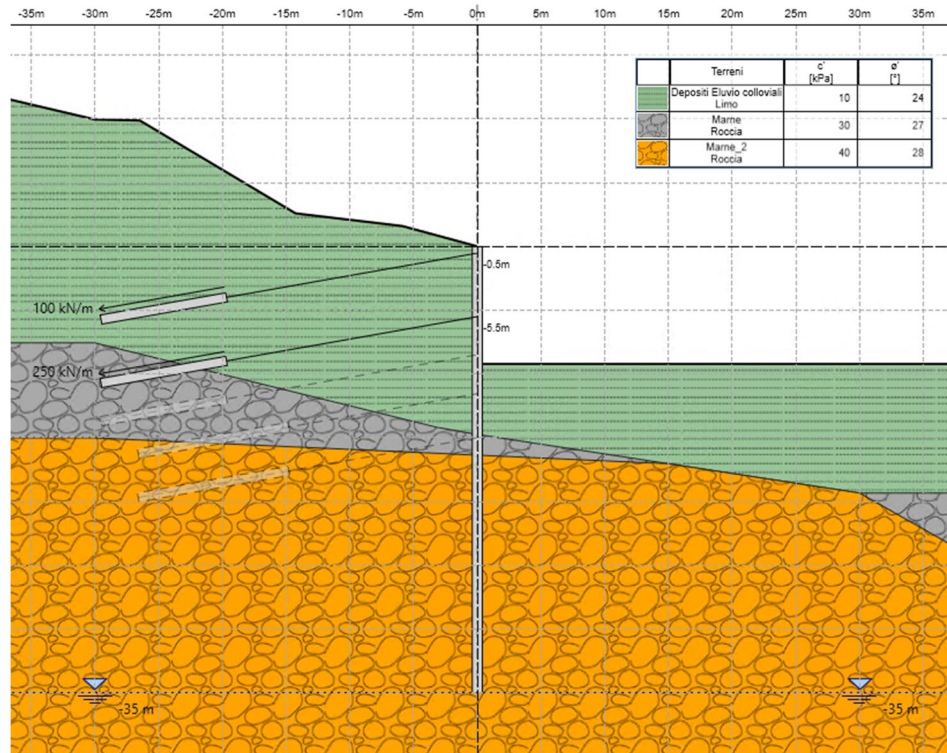 -35m -30m -25m -20m -15m -10m -5m 0m 5m 10m 15m 20m 25m 30m 35m
Terreni c' ø'
[kPa] [°]
Depositi Eluvio colloviali 10 24
Limo
Marne 30 27
Roccia
Marne_2 40 28
Roccia
-0.5m
100 kN/m
-5.5m
250 kN/m
-35 m -35 m